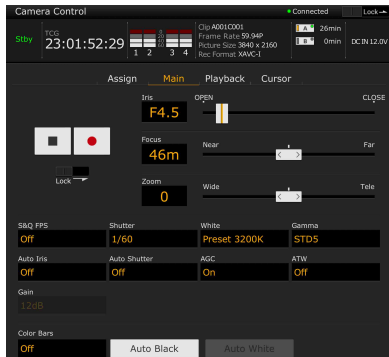 Camera Control Connected Lock
Stby TCG 23:01:52:29
0 20 40 60
1 2 3 4
Clip A001C001
Frame Rate 59.94P
Picture Size 3840 x 2160
Rec Format XAVC-I
A 26min
B 0min
DC IN 12.0V
Assign Main Playback Cursor
Iris OPEN CLOSE
F4.5
Focus Near Far
46m
Lock
Zoom Wide Tele
0
S&Q FPS Shutter White Gamma
Off 1/60 Preset 3200K STD5
Auto Iris Auto Shutter AGC ATW
Off Off On Off
Gain
12dB
Color Bars
Off Auto Black Auto White